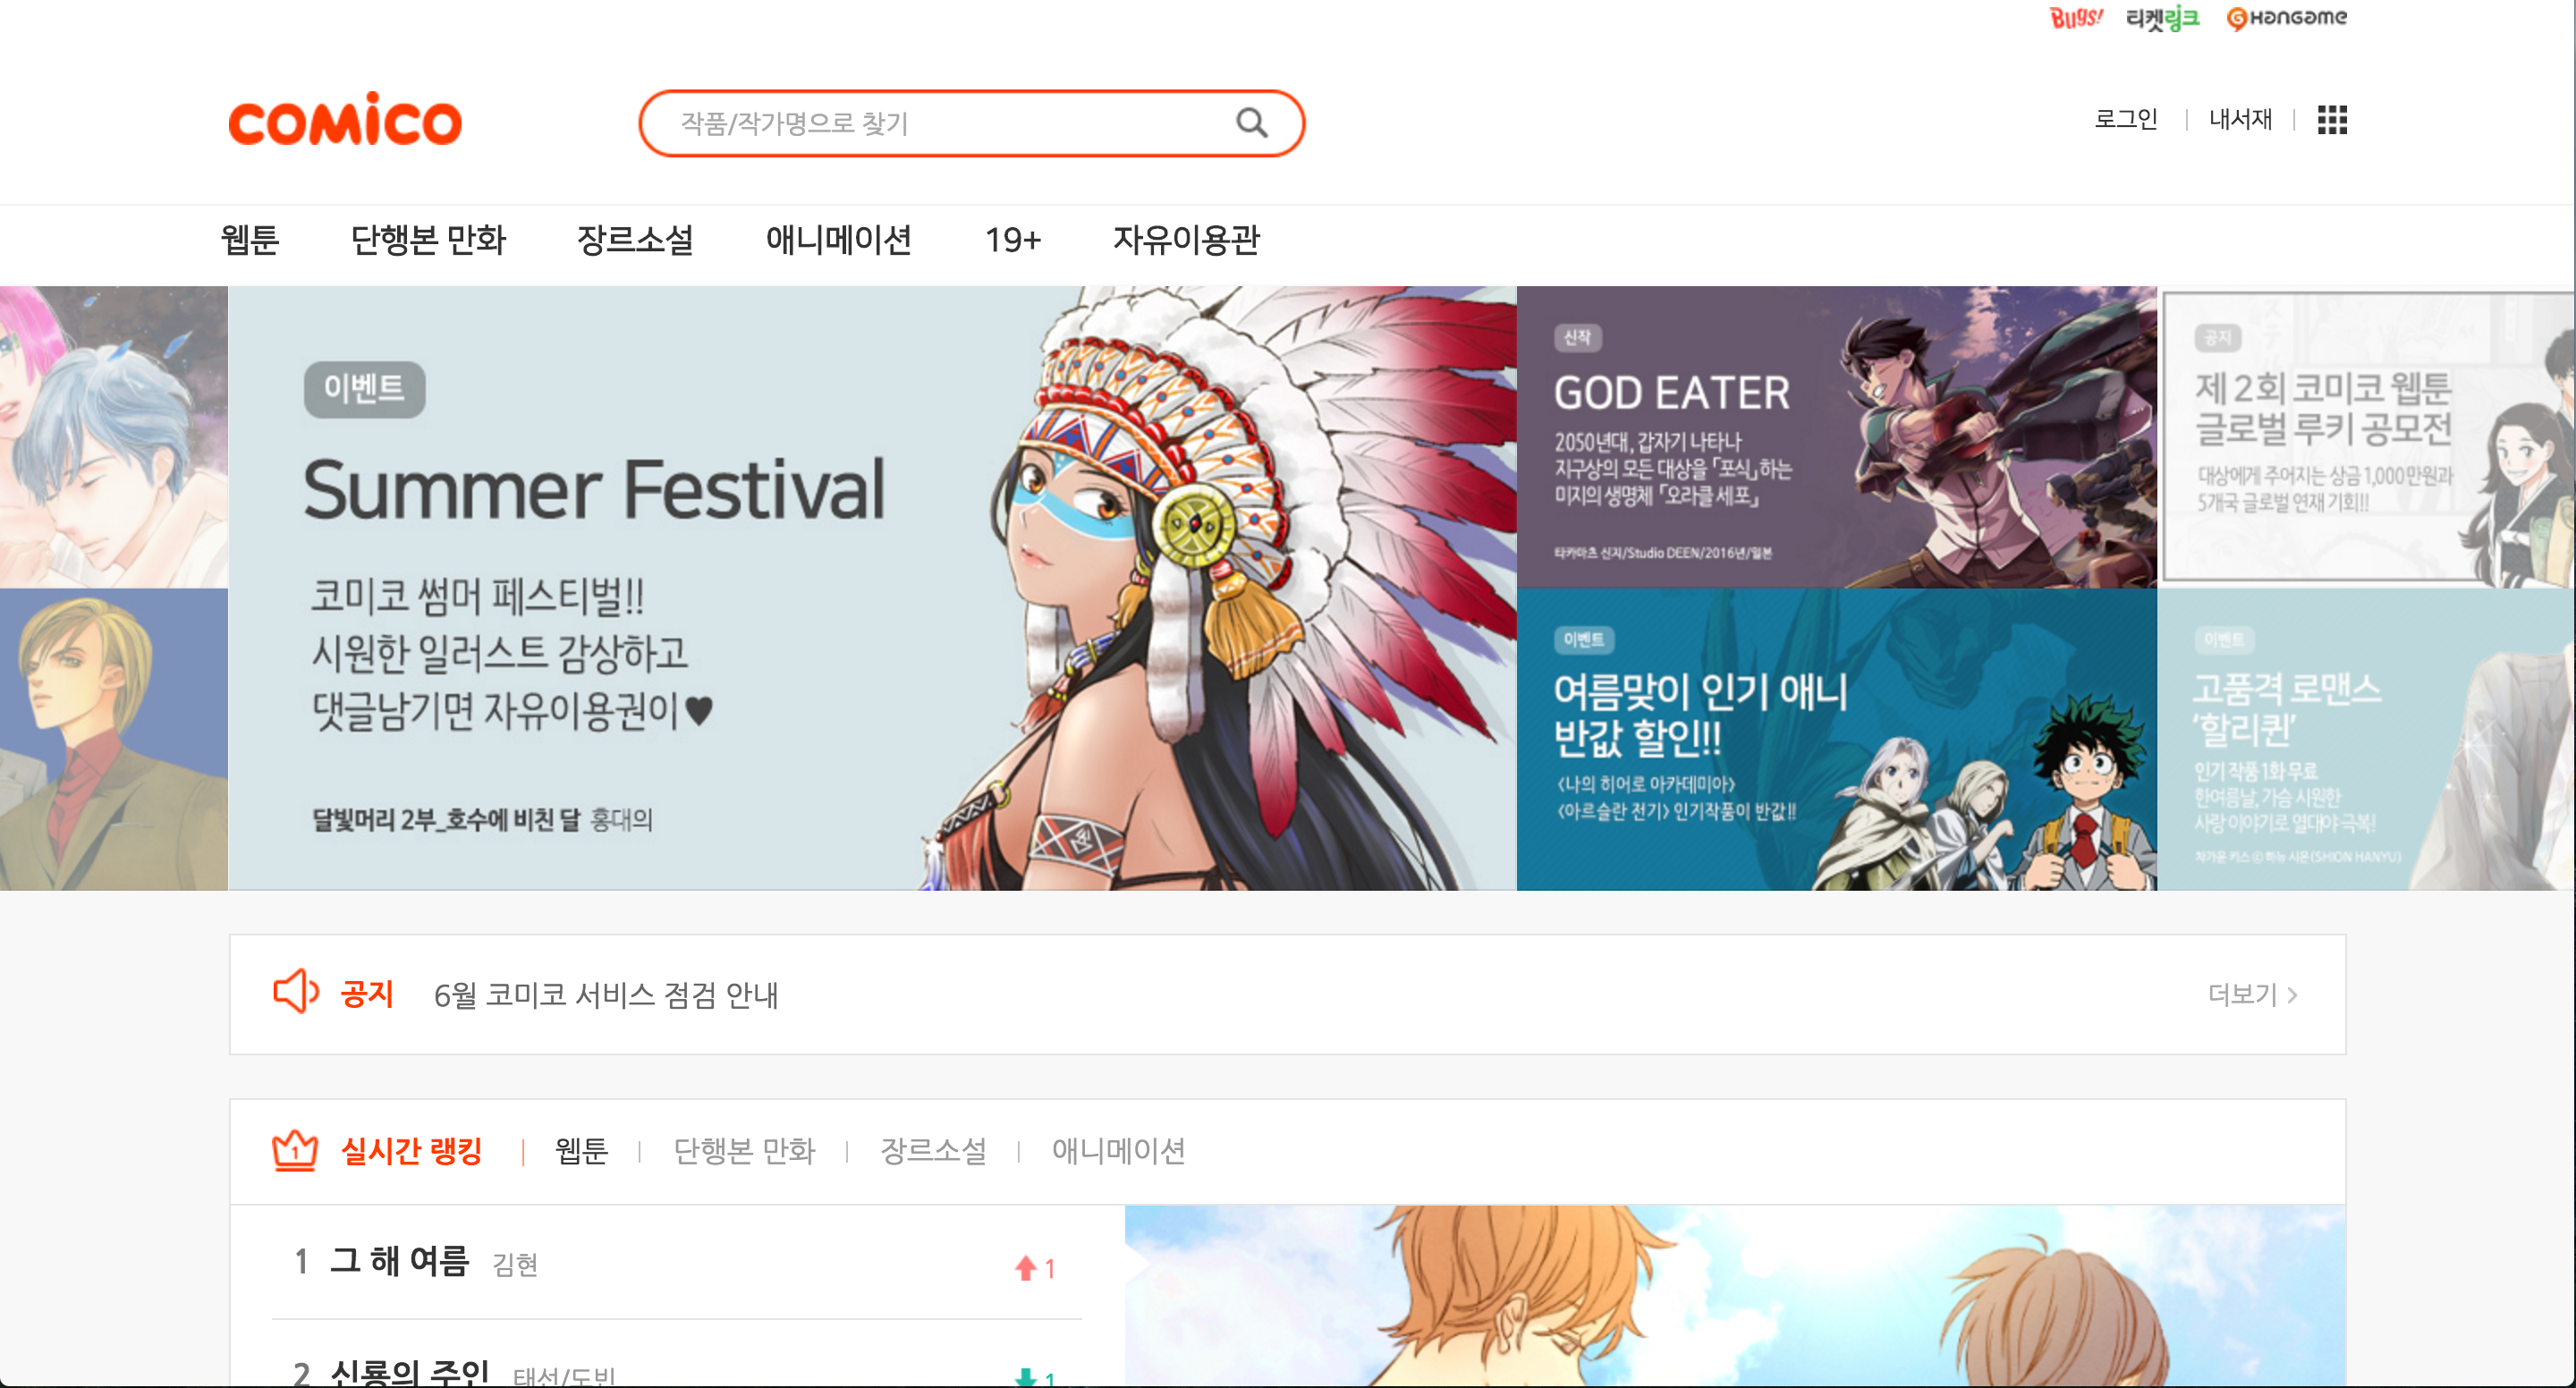 Bugs! 티켓링크 HANGAME
comico
작품/작가명으로 찾기
로그인 내서재
웹툰 단행본 만화 장르소설 애니메이션 19+ 자유이용관
이벤트
Summer Festival
코미코 썸머 페스티벌!!
시원한 일러스트 감상하고
댓글남기면 자유이용권이♥
달빛머리 2부_호수에 비친 달 홍대의
신작
GOD EATER
2050년대, 갑자기 나타나
지구상의 모든 대상을 「포식」하는
미지의 생명체 「오라클 세포」
타카마츠 신지/Studio DEEN/2016년/일본
이벤트
여름맞이 인기 애니
반값 할인!!
<나의 히어로 아카데미아>
<아르슬란 전기> 인기작품이 반값!!
공지
제 2회 코미코 웹툰
글로벌 루키 공모전
대상에게 주어지는 상금 1,000만원과
5개국 글로벌 연재 기회!!
이벤트
고품격 로맨스
'할리퀸'
인기 작품 1화 무료
한여름날, 가슴 시원한
사랑 이야기로 열대야 극복!
차가운 키스 ⓒ하뉴 시온(SHION HANYU)
공지 6월 코미코 서비스 점검 안내 더보기 >
1 실시간 랭킹 | 웹툰 | 단행본 만화 | 장르소설 | 애니메이션
1 그 해 여름 김현 1
2 신룡의 주인 태선/도빈 1